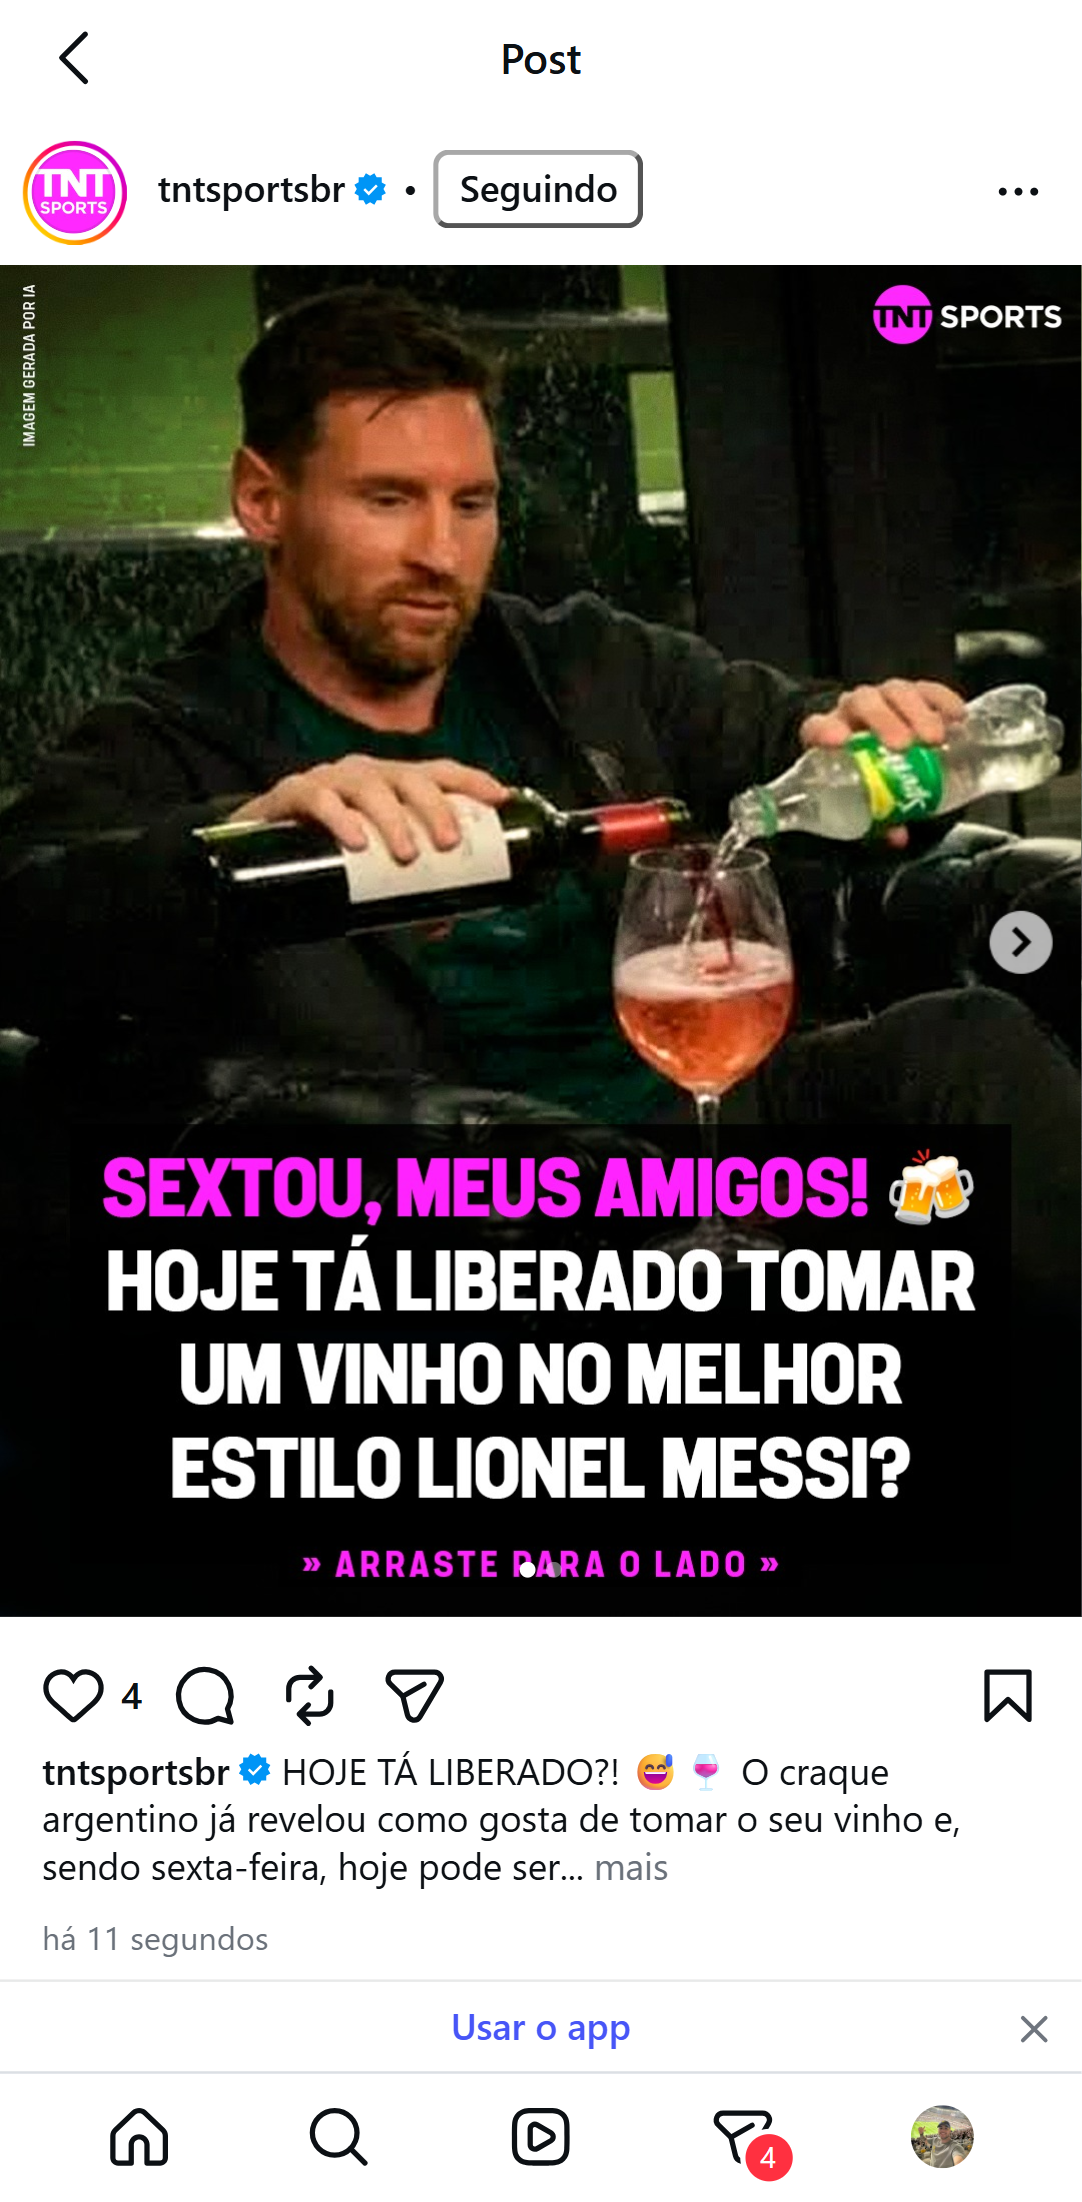 Post
TNT
SPORTS
tntsportsbr • Seguindo
IMAGEM GERADA POR IA
TNT SPORTS
SEXTOU, MEUS AMIGOS! 🍻
HOJE TÁ LIBERADO TOMAR
UM VINHO NO MELHOR
ESTILO LIONEL MESSI?
» ARRASTE PARA O LADO »
4
tntsportsbr HOJE TÁ LIBERADO?! 😅🍷 O craque
argentino já revelou como gosta de tomar o seu vinho e,
sendo sexta-feira, hoje pode ser... mais
há 11 segundos
Usar o app
4